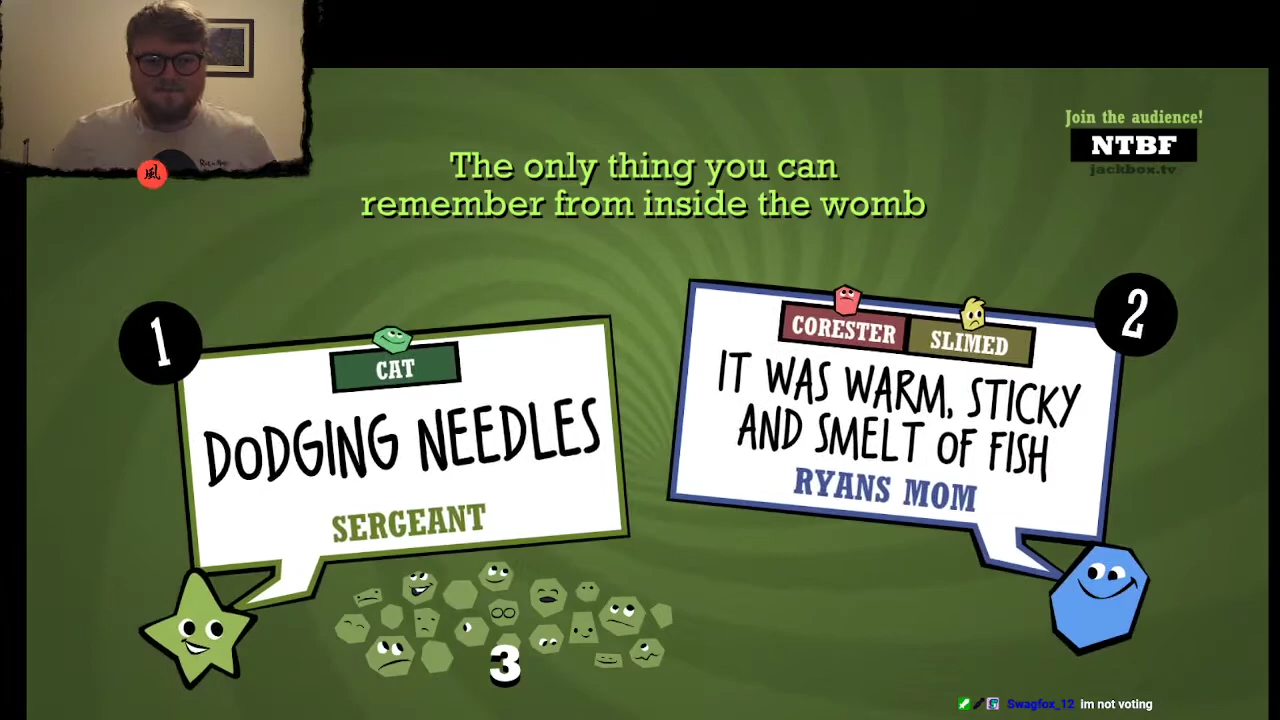 Join the audience!
NTBF
jackbox.tv
風
The only thing you can
remember from inside the womb
1
CAT
DODGING NEEDLES
SERGEANT
2
CORESTER
SLIMED
IT WAS WARM, STICKY
AND SMELT OF FISH
RYANS MOM
3
Swagfox_12 im not voting